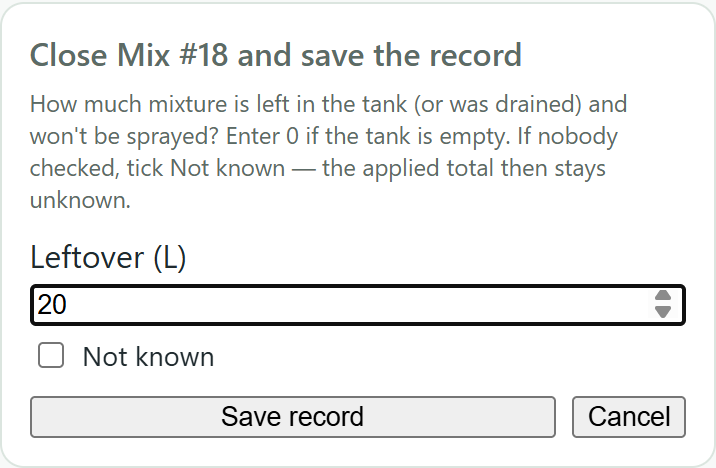 Close Mix #18 and save the record
How much mixture is left in the tank (or was drained) and
won't be sprayed? Enter 0 if the tank is empty. If nobody
checked, tick Not known — the applied total then stays
unknown.
Leftover (L)
20
Not known
Save record
Cancel